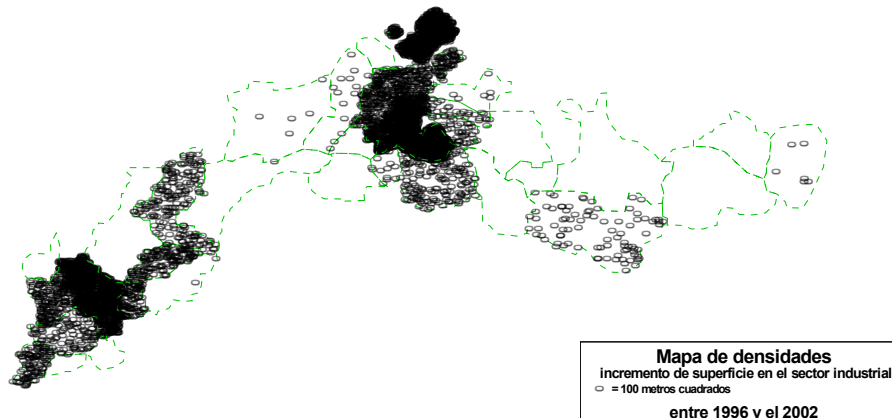 Mapa de densidades
incremento de superficie en el sector industrial
= 100 metros cuadrados
entre 1996 y el 2002